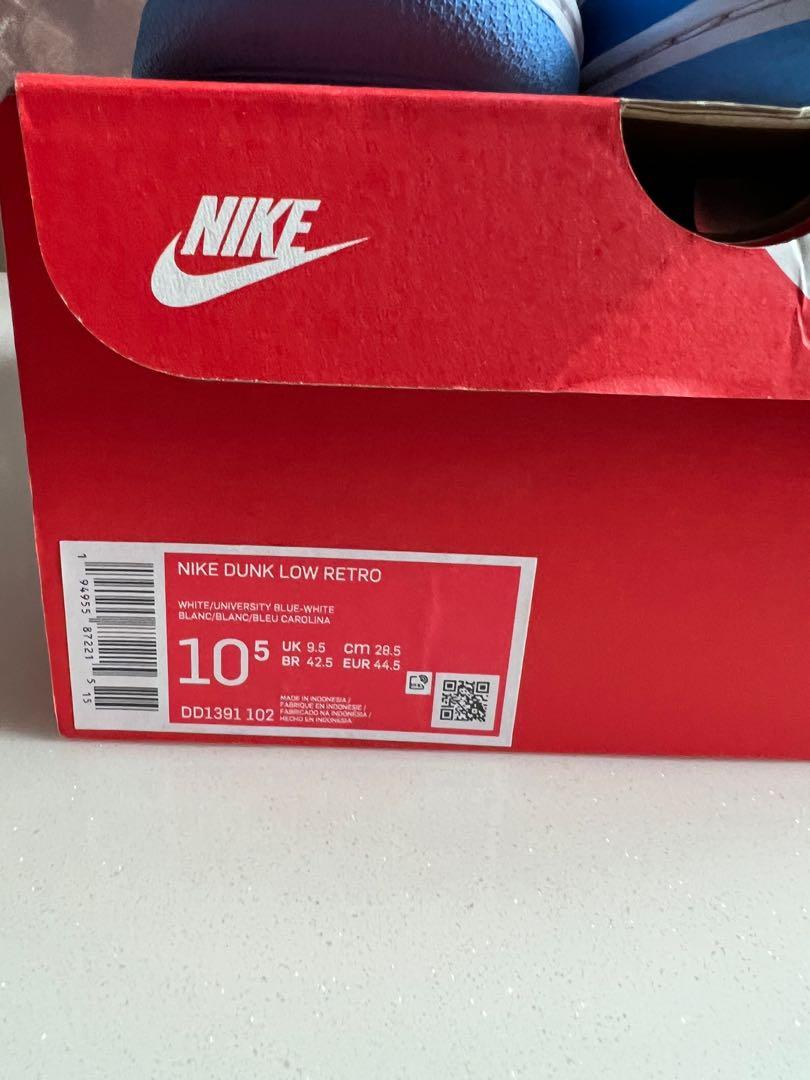 NIKE
NIKE DUNK LOW RETRO
WHITE/UNIVERSITY BLUE-WHITE
BLANC/BLANC/BLEU CAROLINA
10⁵ UK 9.5 cm 28.5
BR 42.5 EUR 44.5
DD1391 102
MADE IN INDONESIA /
FABRIQUE EN INDONESIE /
FABRICADO NA INDONÉSIA /
HECHO EN INDONESIA
1 94955 87221 5 15